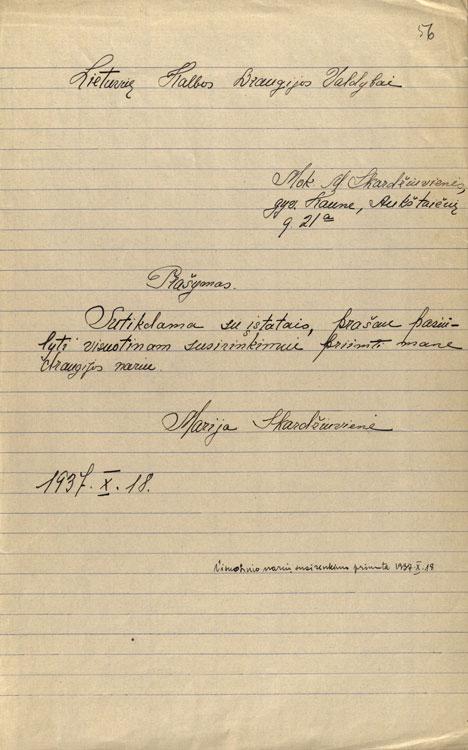 56
Lietuvių Kalbos Draugijos Valdybai
Mok. M. Skardžiuvienės,
gyv. Kaune, Aukštaičių
g. 21ª
Prašymas.
Sutikdama su įstatais, prašau pasiū-
lyti visuotinam susirinkimui priimti mane
draugijos nariu.
Marija Skardžiuvienė
1937. X. 18.
Visuotinio narių susirinkimo priimta 1937 X. 18